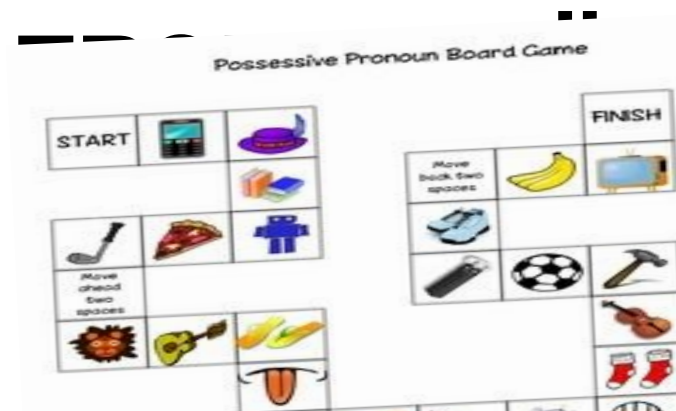 Possessive Pronoun Board Game
START
FINISH
Move
back two
spaces
Move
ahead
two
spaces